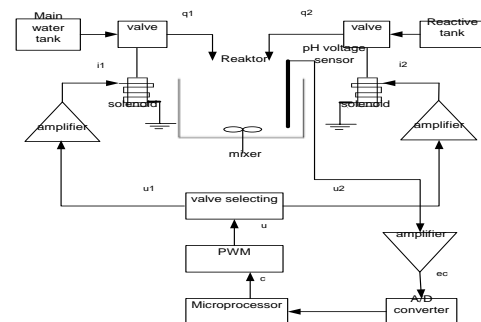 Main
water
tank
valve
q1
q2
valve
Reactive
tank
Reaktor
pH voltage
sensor
i1
i2
solenoid
solenoid
amplifier
amplifier
mixer
u1
valve selecting
u2
u
amplifier
PWM
c
ec
Microprocessor
A/D
converter